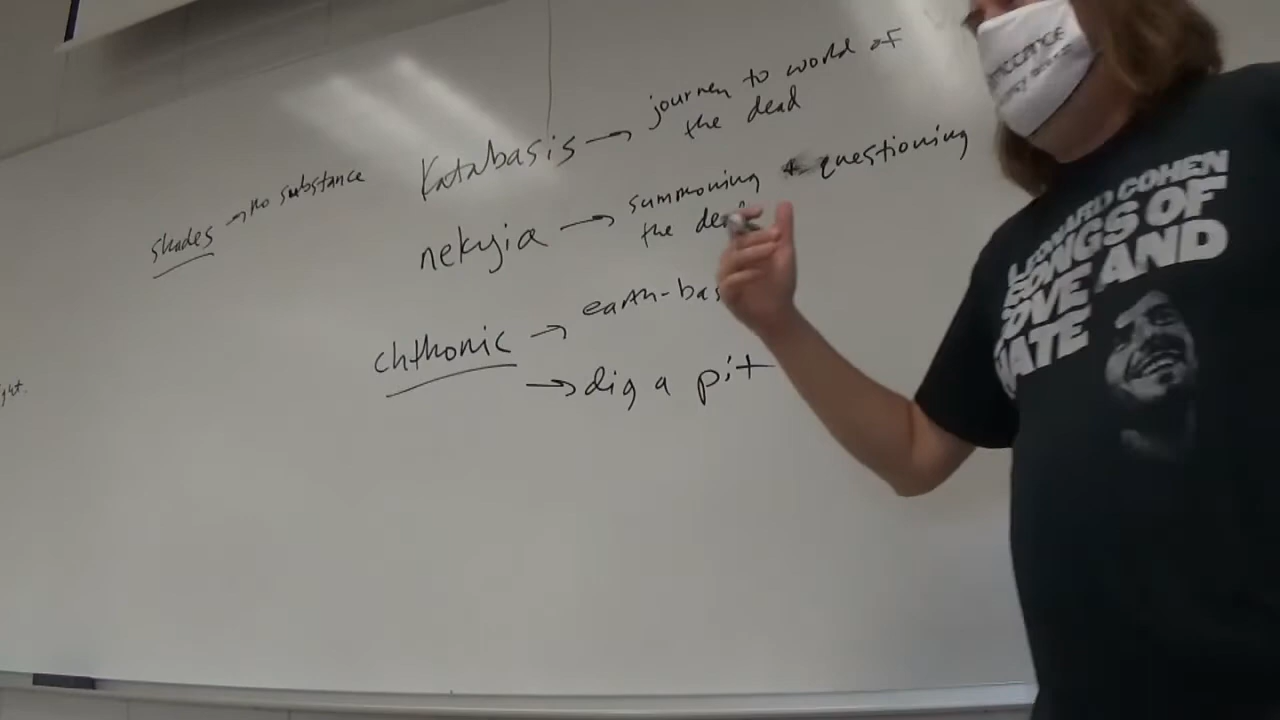 Katabasis → journey to world of
the dead
shades → no substance
nekyia → summoning + questioning
the dead
chthonic → earth-bas
→ dig a pit
LEONARD COHEN
SONGS OF
LOVE AND
HATE